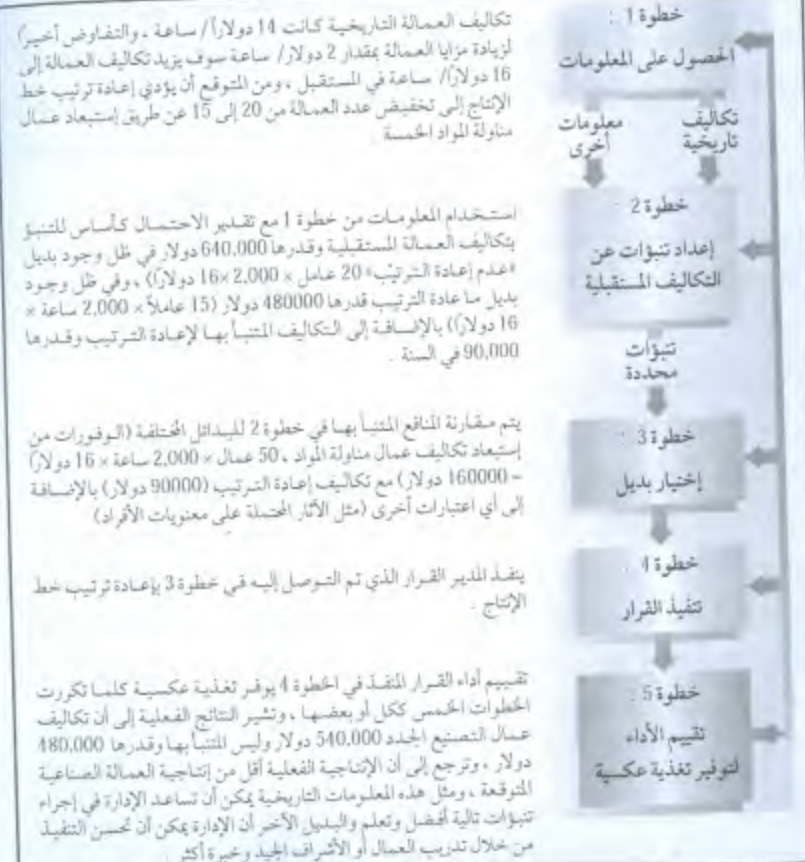 خطوة 1 :
الحصول على المعلومات
تكاليف تاريخية
معلومات أخرى
تكاليف العمالة التاريخية كانت 14 دولاراً/ ساعة ، والتفاوض أخيراً
لزيادة مزايا العمالة بمقدار 2 دولار/ ساعة سوف يزيد تكاليف العمالة إلى
16 دولاراً/ ساعة في المستقبل ، ومن المتوقع أن يؤدي إعادة ترتيب خط
الإنتاج إلى تخفيض عدد العمالة من 20 إلى 15 عن طريق إستبعاد عمال
مناولة المواد الخمسة
خطوة 2
إعداد تنبؤات عن
التكاليف المستقبلية
تنبؤات
محددة
استخدام المعلومات من خطوة 1 مع تقدير الاحتمال كأساس للتنبؤ
بتكاليف العمالة المستقبلية وقدرها 640.000 دولار في ظل وجود بديل
«عدم إعادة الترتيب» 20 عامل × 2.000 ×16 دولاراً) ، وفي ظل وجود
بديل ما عادة الترتيب قدرها 480000 دولار (15 عاملاً × 2.000 ساعة ×
16 دولاراً)) بالإضافة إلى التكاليف المتنبأ بها لإعادة الترتيب وقدرها
90.000 في السنة .
خطوة 3 :
إختيار بديل
يتم مقارنة المنافع المتنبأ بها في خطوة 2 للبدائل المختلفة (الوفورات من
إستبعاد تكاليف عمال مناولة المواد ، 50 عمال × 2.000 ساعة × 16 دولاراً
– 160000 دولار) مع تكاليف إعادة الترتيب (90000 دولار) بالإضافة
إلى أي اعتبارات أخرى (مثل الآثار المحتملة على معنويات الأفراد)
خطوة 4 :
تنفيذ القرار
ينفذ المدير القرار الذي تم التوصل إليه في خطوة 3 بإعادة ترتيب خط
الإنتاج .
خطوة 5 :
تقييم الأداء
لتوفير تغذية عكسية
تقييم أداء القرار المنفذ في الخطوة 4 يوفر تغذية عكسية كلما تكررت
الخطوات الخمس ككل أو بعضها ، وتشير النتائج الفعلية إلى أن تكاليف
عمال التصنيع الجدد 540.000 دولار وليس المتنبأ بها وقدرها 480.000
دولار ، وترجع إلى أن الإنتاجية الفعلية أقل من إنتاجية العمالة الصناعية
المتوقعة ، ومثل هذه المعلومات التاريخية يمكن أن تساعد الإدارة في إجراء
تنبؤات تالية أفضل وتعلم والبديل الآخر أن الإدارة يمكن أن تحسن التنفيذ
من خلال تدريب العمال أو الأشراف الجيد وخبرة أكثر .